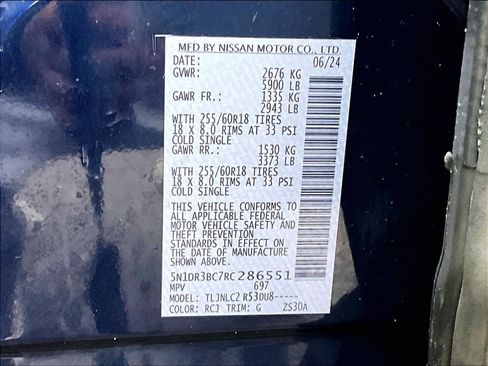 MFD BY NISSAN MOTOR CO., LTD.
DATE: 06/24
GVWR: 2676 KG
5900 LB
GAWR FR.: 1335 KG
2943 LB
WITH 255/60R18 TIRES
18 X 8.0 RIMS AT 33 PSI
COLD SINGLE
GAWR RR.: 1530 KG
3373 LB
WITH 255/60R18 TIRES
18 X 8.0 RIMS AT 33 PSI
COLD SINGLE
THIS VEHICLE CONFORMS TO
ALL APPLICABLE FEDERAL
MOTOR VEHICLE SAFETY AND
THEFT PREVENTION
STANDARDS IN EFFECT ON
THE DATE OF MANUFACTURE
SHOWN ABOVE.
5N1DR3BC7RC286551
MPV 697
MODEL: TLJNLC2 R53DU8-----
COLOR: RCJ TRIM: G ZS30A